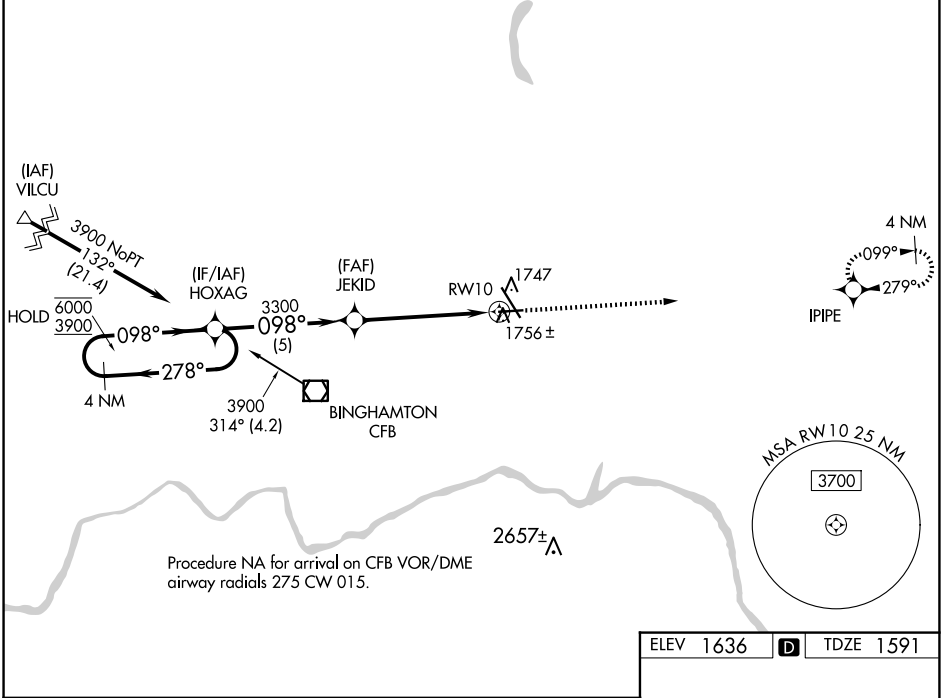 (IAF)
VILCU
3900 NoPT
132°
(21.4)
HOLD
6000
3900
098°
278°
4 NM
(IF/IAF)
HOXAG
3300
098°
(5)
(FAF)
JEKID
RW10
1747
1756 ±
3900
314° (4.2)
BINGHAMTON
CFB
4 NM
099°
279°
IPIPE
MSA RW10 25 NM
3700
2657±
Procedure NA for arrival on CFB VOR/DME
airway radials 275 CW 015.
ELEV 1636 D TDZE 1591